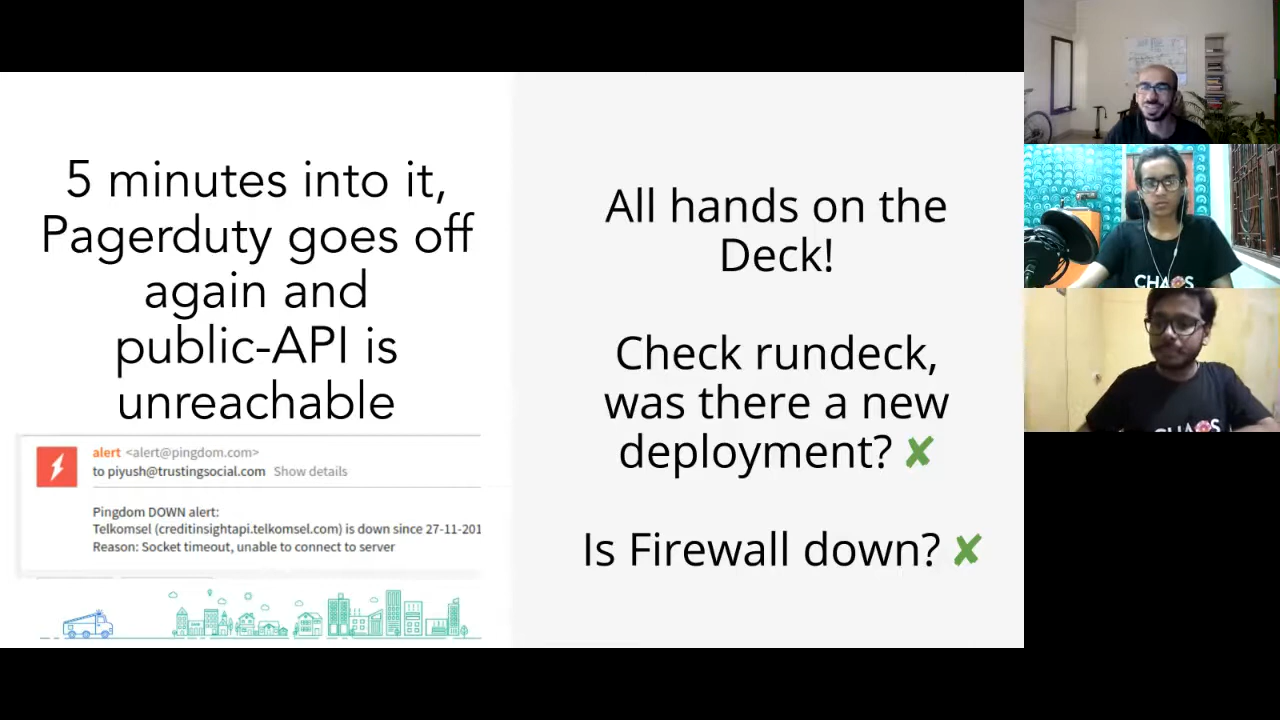 5 minutes into it,
Pagerduty goes off
again and
public-API is
unreachable
alert <alert@pingdom.com>
to piyush@trustingsocial.com Show details
Pingdom DOWN alert:
Telkomsel (creditinsightapi.telkomsel.com) is down since 27-11-201
Reason: Socket timeout, unable to connect to server
All hands on the
Deck!
Check rundeck,
was there a new
deployment? ✘
Is Firewall down? ✘
CHAOS
CHAOS